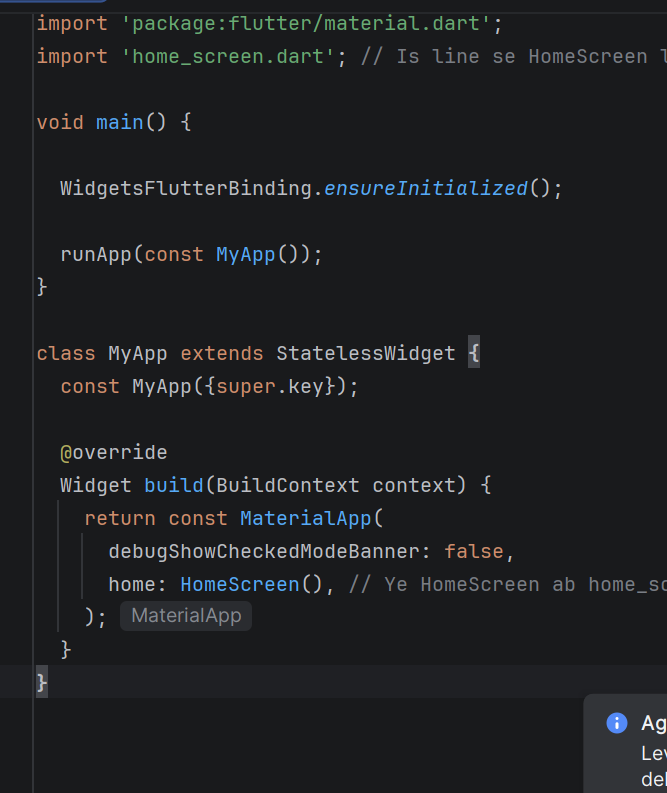 import 'package:flutter/material.dart';
import 'home_screen.dart'; // Is line se HomeScreen
void main() {
WidgetsFlutterBinding.ensureInitialized();
runApp(const MyApp());
}
class MyApp extends StatelessWidget {
const MyApp({super.key});
@override
Widget build(BuildContext context) {
return const MaterialApp(
debugShowCheckedModeBanner: false,
home: HomeScreen(), // Ye HomeScreen ab
); MaterialApp
}
}